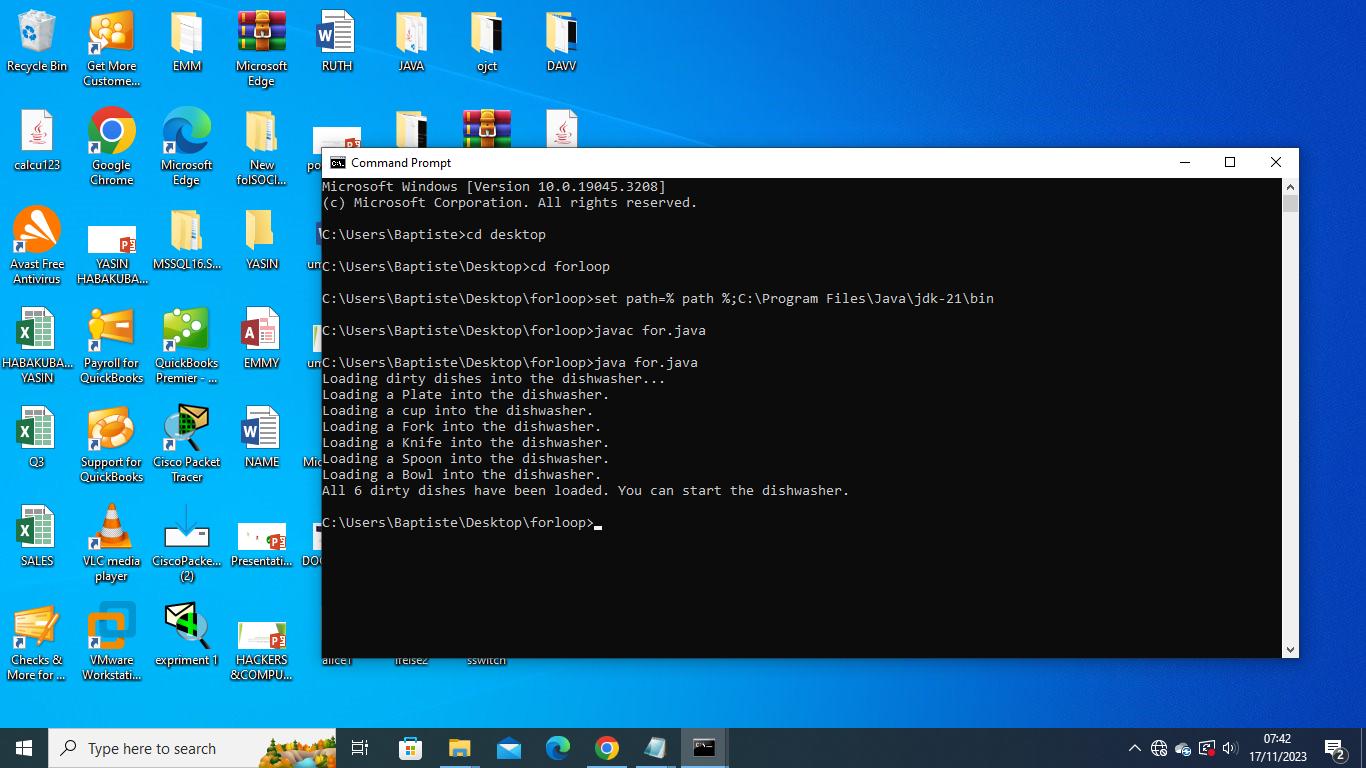 Recycle Bin
Get More
Custome...
EMM
Microsoft
Edge
RUTH
JAVA
ojct
DAVV
calcu123
Google
Chrome
Microsoft
Edge
New
folSOCI...
Avast Free
Antivirus
YASIN
HABAKUBA...
MSSQL16.S...
YASIN
HABAKUBA...
YASIN
Payroll for
QuickBooks
QuickBooks
Premier - ...
EMMY
Q3
Support for
QuickBooks
Cisco Packet
Tracer
NAME
SALES
VLC media
player
CiscoPacke...
(2)
Presentati...
Checks &
More for ...
VMware
Workstati...
expriment 1
HACKERS
&COMPU...
alice1
ifelse2
sswitch
Command Prompt
Microsoft Windows [Version 10.0.19045.3208]
(c) Microsoft Corporation. All rights reserved.
C:\Users\Baptiste>cd desktop
C:\Users\Baptiste\Desktop>cd forloop
C:\Users\Baptiste\Desktop\forloop>set path=% path %;C:\Program Files\Java\jdk-21\bin
C:\Users\Baptiste\Desktop\forloop>javac for.java
C:\Users\Baptiste\Desktop\forloop>java for.java
Loading dirty dishes into the dishwasher...
Loading a Plate into the dishwasher.
Loading a cup into the dishwasher.
Loading a Fork into the dishwasher.
Loading a Knife into the dishwasher.
Loading a Spoon into the dishwasher.
Loading a Bowl into the dishwasher.
All 6 dirty dishes have been loaded. You can start the dishwasher.
C:\Users\Baptiste\Desktop\forloop>
Type here to search
07:42
17/11/2023
2